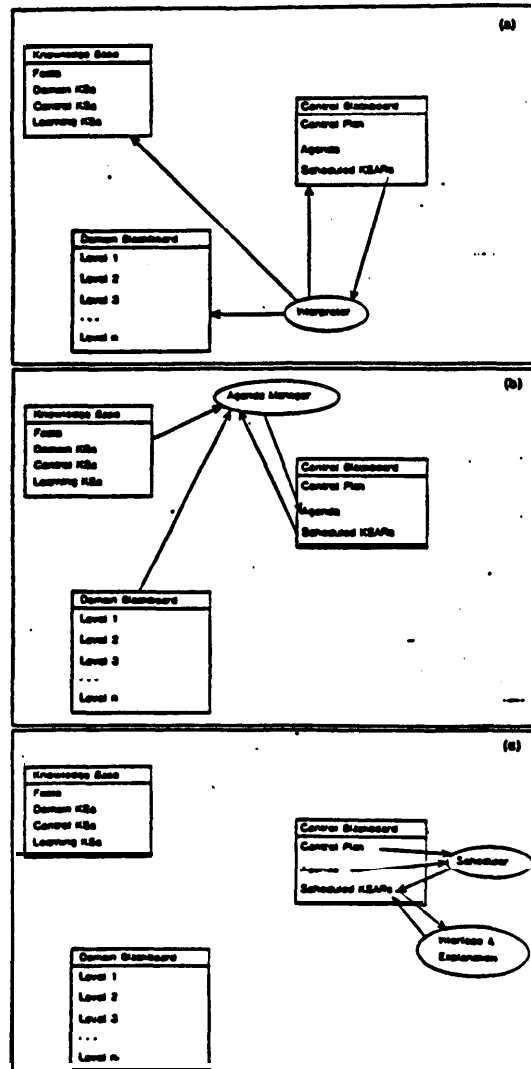 (a)
Knowledge Base
Facts
Domain KSs
Control KSs
Learning KSs
Control Blackboard
Control Plan
Agenda
Scheduled KSARs
Domain Blackboard
Level 1
Level 2
Level 3
...
Level n
Interpreter
(b)
Agenda Manager
Knowledge Base
Facts
Domain KSs
Control KSs
Learning KSs
Control Blackboard
Control Plan
Agenda
Scheduled KSARs
Domain Blackboard
Level 1
Level 2
Level 3
...
Level n
(c)
Knowledge Base
Facts
Domain KSs
Control KSs
Learning KSs
Control Blackboard
Control Plan
Agenda
Scheduled KSARs
Scheduler
Interface &
Explanation
Domain Blackboard
Level 1
Level 2
Level 3
...
Level n